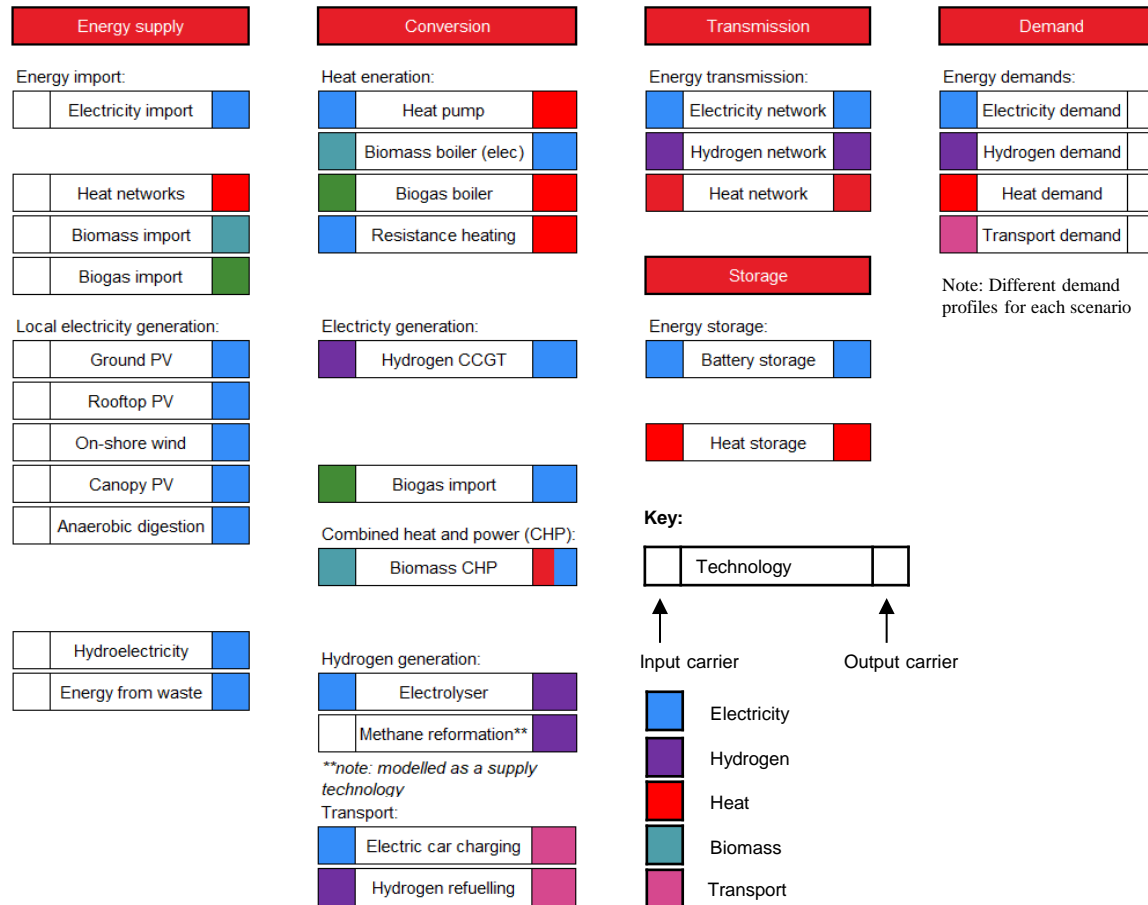 Energy supply
Energy import:
Electricity import
Heat networks
Biomass import
Biogas import
Local electricity generation:
Ground PV
Rooftop PV
On-shore wind
Canopy PV
Anaerobic digestion
Hydroelectricity
Energy from waste
Conversion
Heat eneration:
Heat pump
Biomass boiler (elec)
Biogas boiler
Resistance heating
Electricty generation:
Hydrogen CCGT
Biogas import
Combined heat and power (CHP):
Biomass CHP
Hydrogen generation:
Electrolyser
Methane reformation**
**note: modelled as a supply
technology
Transport:
Electric car charging
Hydrogen refuelling
Transmission
Energy transmission:
Electricity network
Hydrogen network
Heat network
Storage
Energy storage:
Battery storage
Heat storage
Key:
Technology
Input carrier
Output carrier
Electricity
Hydrogen
Heat
Biomass
Transport
Demand
Energy demands:
Electricity demand
Hydrogen demand
Heat demand
Transport demand
Note: Different demand
profiles for each scenario